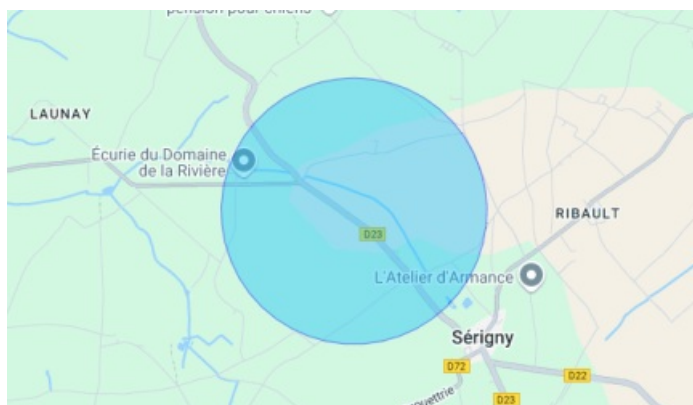 pension pour chiens
LAUNAY
Écurie du Domaine
de la Rivière
RIBAULT
D23
L'Atelier d'Armance
Sérigny
D72
D22
D23